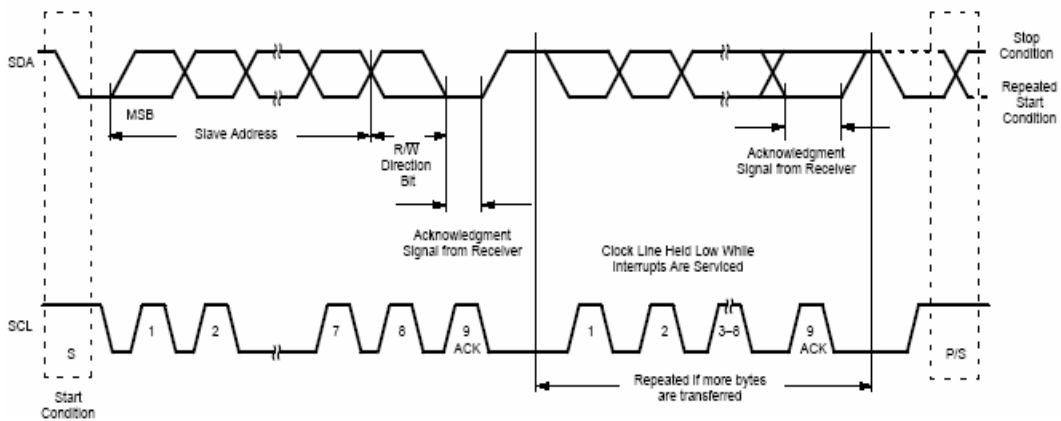 SDA
Stop
Condition
Repeated
Start
Condition
MSB
Slave Address
R/W̅
Direction
Bit
Acknowledgment
Signal from Receiver
Acknowledgment
Signal from Receiver
Clock Line Held Low While
Interrupts Are Serviced
SCL
S
1
2
7
8
9
ACK
1
2
3–8
9
ACK
P/S
Start
Condition
Repeated if more bytes
are transferred